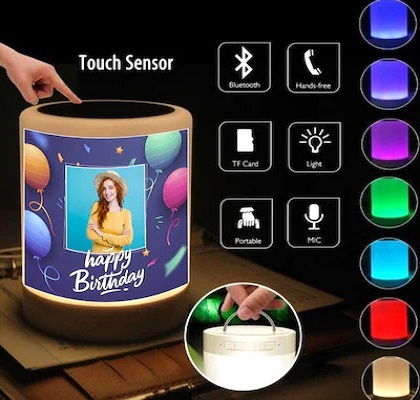 Touch Sensor
Bluetooth
Hands-free
TF Card
Light
Portable
MIC
happy
Birthday